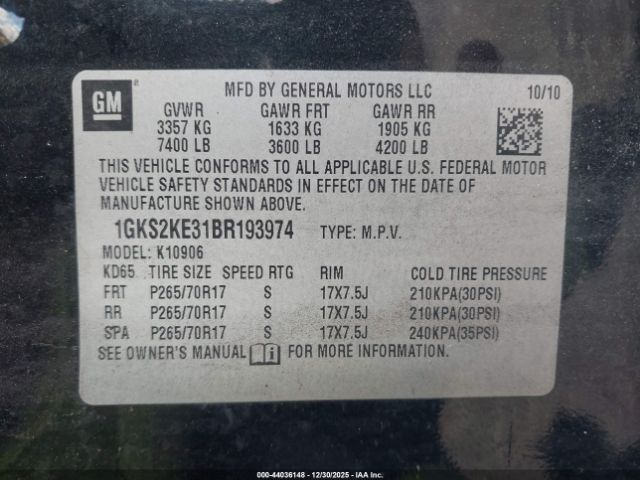 GM
MFD BY GENERAL MOTORS LLC 10/10
GVWR GAWR FRT GAWR RR
3357 KG 1633 KG 1905 KG
7400 LB 3600 LB 4200 LB
THIS VEHICLE CONFORMS TO ALL APPLICABLE U.S. FEDERAL MOTOR
VEHICLE SAFETY STANDARDS IN EFFECT ON THE DATE OF
MANUFACTURE SHOWN ABOVE.
1GKS2KE31BR193974 TYPE: M.P.V.
MODEL: K10906
KD65 TIRE SIZE SPEED RTG RIM COLD TIRE PRESSURE
FRT P265/70R17 S 17X7.5J 210KPA(30PSI)
RR P265/70R17 S 17X7.5J 210KPA(30PSI)
SPA P265/70R17 S 17X7.5J 240KPA(35PSI)
SEE OWNER'S MANUAL i FOR MORE INFORMATION.
000-44036148 - 12/30/2025 - IAA Inc.